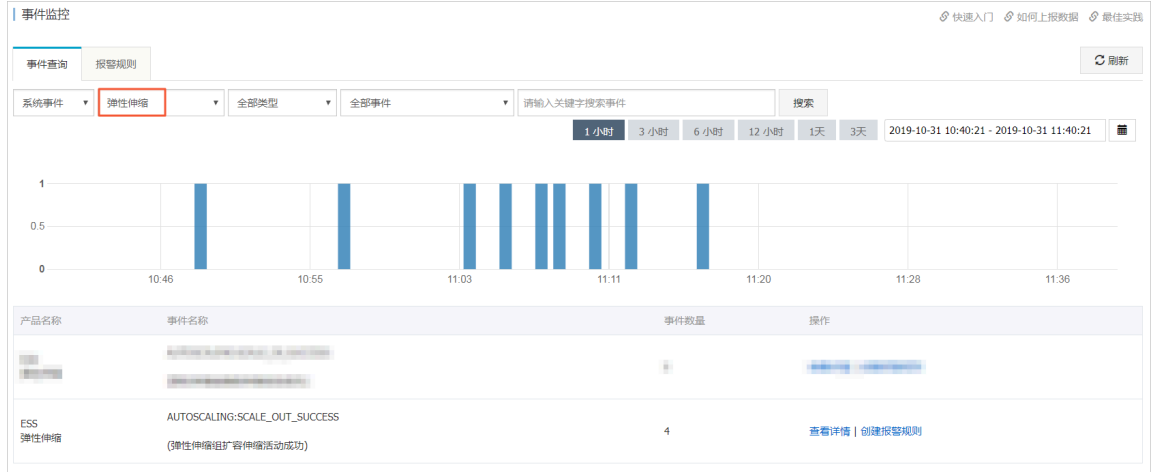 事件监控
快速入门 如何上报数据 最佳实践
事件查询 报警规则 刷新
系统事件 弹性伸缩 全部类型 全部事件 请输入关键字搜索事件 搜索
1 小时 3 小时 6 小时 12 小时 1天 3天 2019-10-31 10:40:21 - 2019-10-31 11:40:21
1
0.5
0
10:46 10:55 11:03 11:11 11:20 11:28 11:36
产品名称 事件名称 事件数量 操作
ESS
弹性伸缩
AUTOSCALING:SCALE_OUT_SUCCESS
(弹性伸缩组扩容伸缩活动成功)
4
查看详情 | 创建报警规则